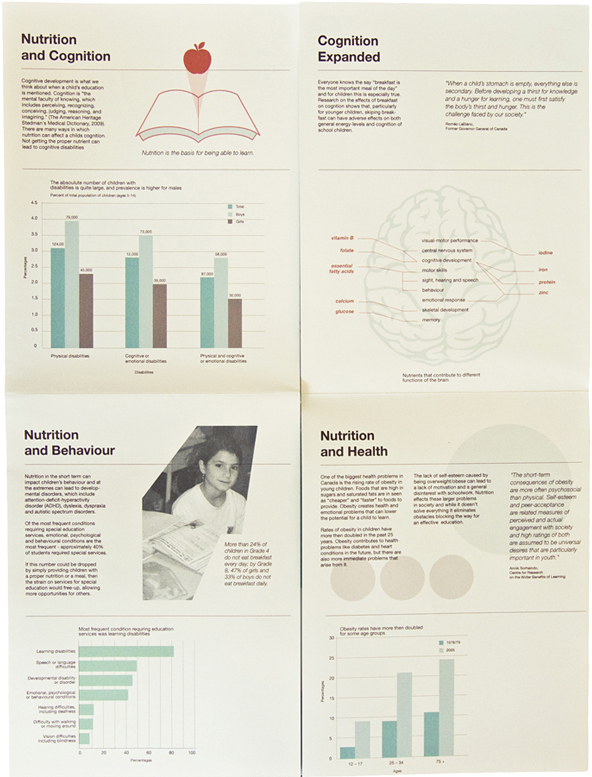 Nutrition
and Cognition
Cognitive development is what we
think about when a child's education
is mentioned. Cognition is "the
mental faculty of knowing, which
includes perceiving, recognizing,
conceiving, judging, reasoning, and
imagining." (The American Heritage
Stedman's Medical Dictionary, 2009).
There are many ways in which
nutrition can affect a childs cognition.
Not getting the proper nutrition can
lead to cognitive disabilities
Nutrition is the basis for being able to learn.
The absolute number of children with
disabilities is quite large, and prevalence is higher for males
Percent of total population of children (ages 5-14)
Total
Boys
Girls
4.5
4.0
3.5
3.0
2.5
2.0
1.5
1.0
0.5
0
Percentages
Physical disabilities
Cognitive or
emotional disabilities
Physical and cognitive
or emotional disabilities
Disabilities
Cognition
Expanded
Everyone knows the say "breakfast is
the most important meal of the day"
and for children this is especially true.
Research on the affects of breakfast
on cognition shows that, particularly
for younger children, skiping break-
fast can have adverse effects on both
general energy levels and cognition of
school children.
"When a child's stomach is empty, everything else is
secondary. Before developing a thirst for knowledge
and a hunger for learning, one must first satisfy
the body's thirst and hunger. This is the
challenge faced by our society."
Roméo LeBlanc,
Former Governor General of Canada
vitamin B
folate
essential
fatty acids
calcium
glucose
visual-motor performance
central nervous system
cognitive development
motor skills
sight, hearing and speech
behaviour
emotional response
skeletal development
memory
iodine
iron
protein
zinc
Nutrients that contribute to different
functions of the brain.
Nutrition
and Behaviour
Nutrition in the short term can
impact children's behaviour and at
the extremes can lead to develop-
mental disorders, which include
attention-deficit-hyperactivity
disorder (ADHD), dyslexia, dyspraxia
and autistic spectrum disorders.
Of the most frequent conditions
requiring special education
services, emotional, psychological
and behavioural conditions are the
most frequent - approximately 40%
of students required special services.
If this number could be dropped
by simply providing children with
a proper nutrition or a meal, then
the strain on services for special
education would free-up, allowing
more opportunities for others.
More than 24% of
children in Grade 4
do not eat breakfast
every day; by Grade
8, 47% of girls and
33% of boys do not
eat breakfast daily.
Most frequent condition requiring education
services was learning disabilities
Learning disabilities
Speech or language
difficulties
Developmental disability
or disorder
Emotional, psychological
or behavioural conditions
Hearing difficulties,
including deafness
Difficulty with walking
or moving around
Vision difficulties
including blindness
0 20 40 60 80 100
Percentages
Nutrition
and Health
One of the biggest health problems in
Canada is the rising rate of obesity in
young children. Foods that are high in
sugars and saturated fats are in seen
as "cheaper" and "faster" to foods to
provide. Obesity creates health and
emotional problems that can lower
the potential for a child to learn.
Rates of obesity in children have
more then doubled in the past 25
years. Obesity contributes to health
problems like diabetes and heart
conditions in the future, but there are
also more immediate problems that
arise from it.
The lack of self-esteem caused by
being overweight/obese can lead to
a lack of motivation and a general
disinterest with schoolwork. Nutrition
effects these larger problems
in society and while it doesn't
solve everything it eliminates
obstacles blocking the way for
an effective education.
"The short-term
consequences of obesity
are more often psychosocial
than physical. Self-esteem
and peer-acceptance
are related measures of
perceived and actual
engagement with society
and high ratings of both
are assumed to be universal
desires that are particularly
important in youth."
Centre for Research
on the Wider Benefits of Learning
Obesity rates have more then doubled
for some age groups
30
25
20
15
10
5
0
Percentages
12 – 17
25 – 34
75 +
Ages